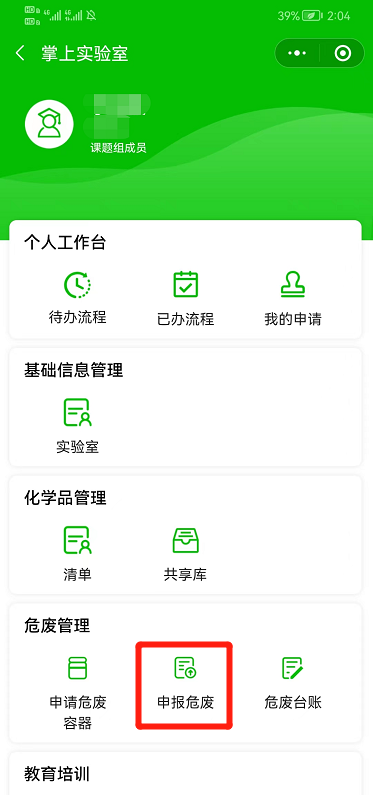 39% 2:04
掌上实验室
课题组成员
个人工作台
待办流程 已办流程 我的申请
基础信息管理
实验室
化学品管理
清单 共享库
危废管理
申请危废
容器
申报危废 危废台账
教育培训